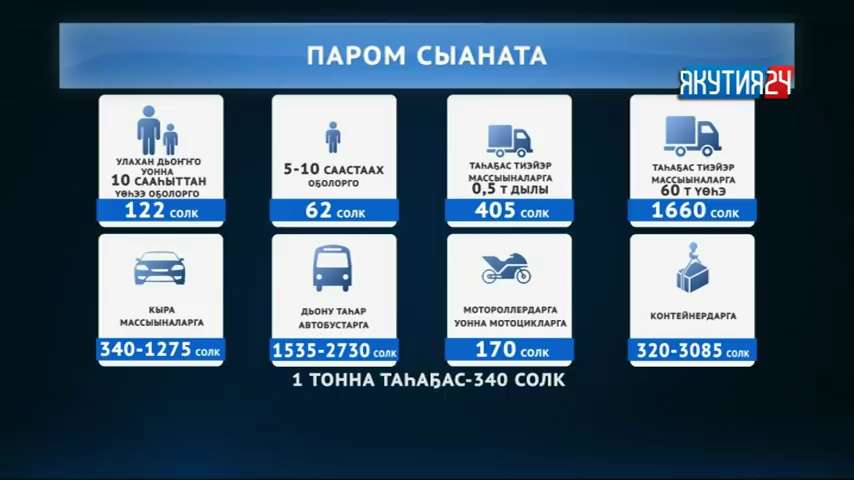 ПАРОМ СЫАНАТА
ЯКУТИЯ24
УЛАХАН ДЬОҤҤО
УОННА
10 СААҺЫТТАН
ҮӨҺЭЭ ОҔОЛОРГО
122 СОЛК
5-10 СААСТААХ
ОҔОЛОРГО
62 СОЛК
ТАҺАҔАС ТИЭЙЭР
МАССЫЫНАЛАРГА
0,5 Т ДЫЛЫ
405 СОЛК
ТАҺАҔАС ТИЭЙЭР
МАССЫЫНАЛАРГА
60 Т ҮӨҺЭ
1660 СОЛК
КЫРА
МАССЫЫНАЛАРГА
340-1275 СОЛК
ДЬОНУ ТАҺАР
АВТОБУСТАРГА
1535-2730 СОЛК
МОТОРОЛЛЕРДАРГА
УОННА МОТОЦИКЛАРГА
170 СОЛК
КОНТЕЙНЕРДАРГА
320-3085 СОЛК
1 ТОННА ТАҺАҔАС-340 СОЛК